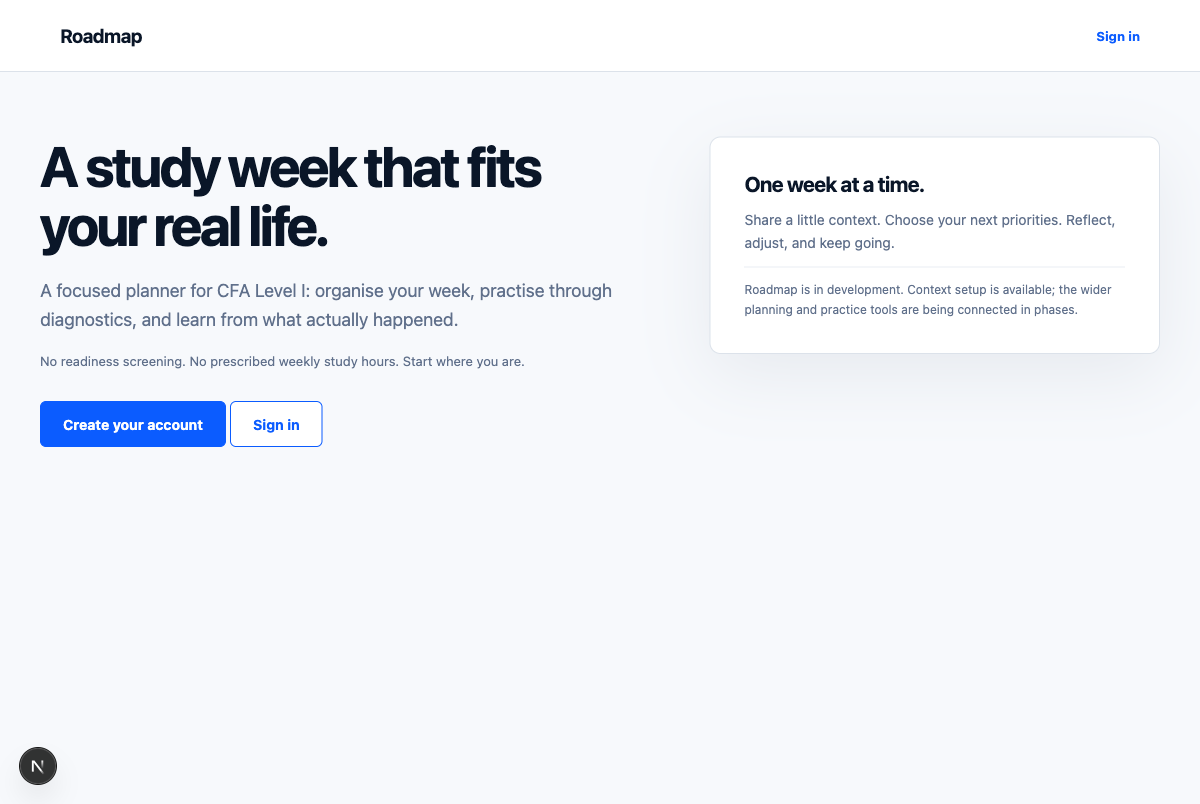 Roadmap
Sign in
A study week that fits
your real life.
A focused planner for CFA Level I: organise your week, practise through
diagnostics, and learn from what actually happened.
No readiness screening. No prescribed weekly study hours. Start where you are.
Create your account
Sign in
One week at a time.
Share a little context. Choose your next priorities. Reflect,
adjust, and keep going.
Roadmap is in development. Context setup is available; the wider
planning and practice tools are being connected in phases.
N